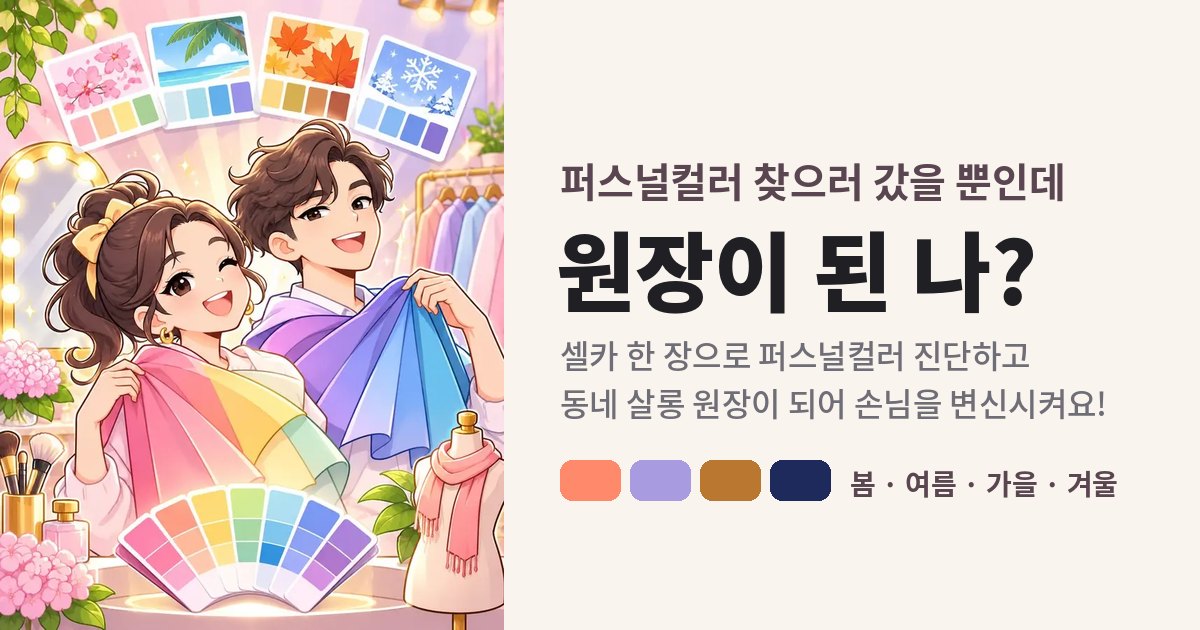 퍼스널컬러 찾으러 갔을 뿐인데
원장이 된 나?
셀카 한 장으로 퍼스널컬러 진단하고
동네 살롱 원장이 되어 손님을 변신시켜요!
봄 · 여름 · 가을 · 겨울